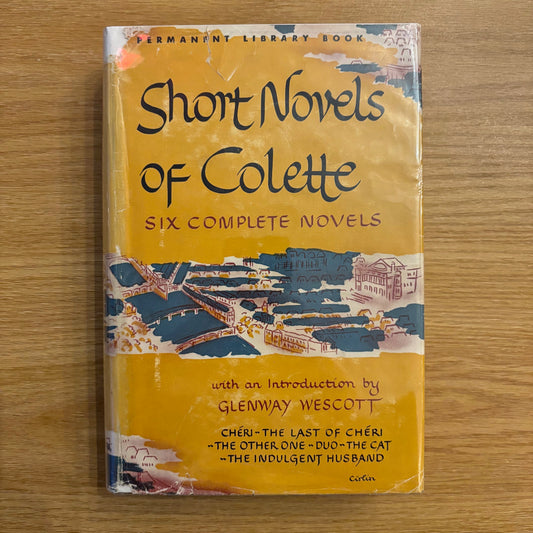 PERMANENT LIBRARY BOOK
Short Novels
of Colette
SIX COMPLETE NOVELS
with an Introduction by
GLENWAY WESCOTT
CHÉRI–THE LAST OF CHÉRI
–THE OTHER ONE–DUO–THE CAT
–THE INDULGENT HUSBAND
Cirlin